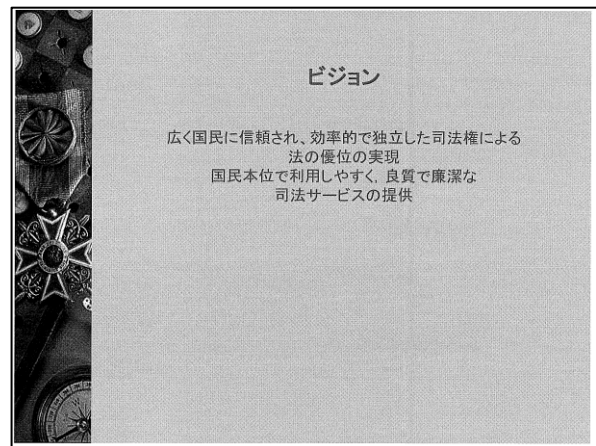 ビジョン
広く国民に信頼され、効率的で独立した司法権による
法の優位の実現
国民本位で利用しやすく、良質で廉潔な
司法サービスの提供